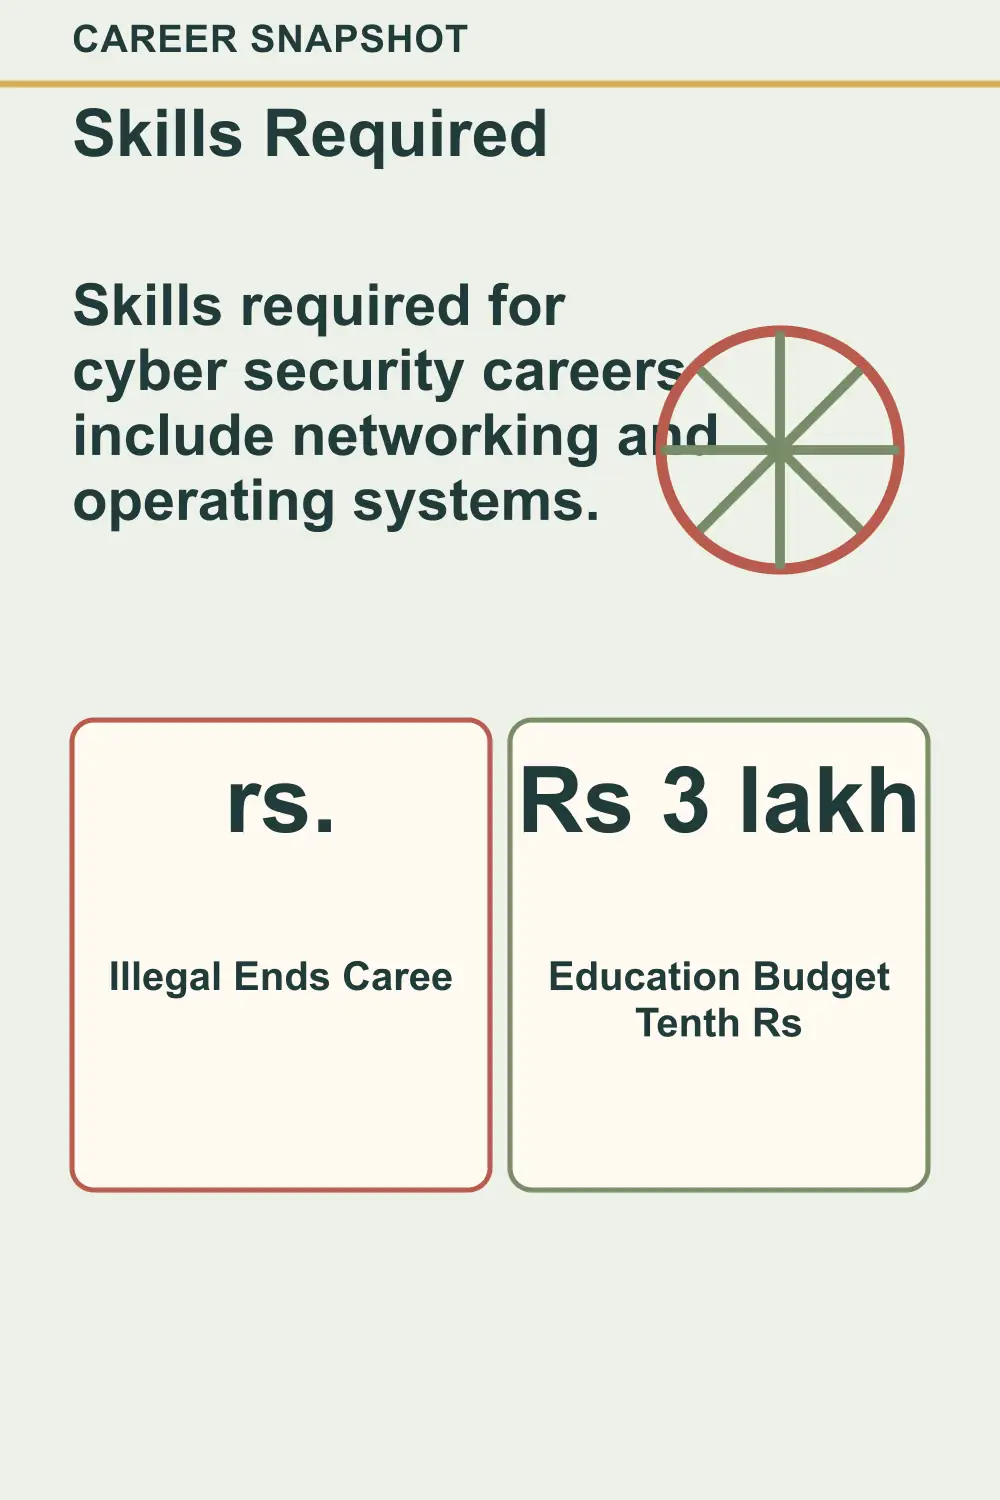 CAREER SNAPSHOT
Skills Required
Skills required for
cyber security careers
include networking and
operating systems.
rs.
Illegal Ends Caree
Rs 3 lakh
Education Budget
Tenth Rs